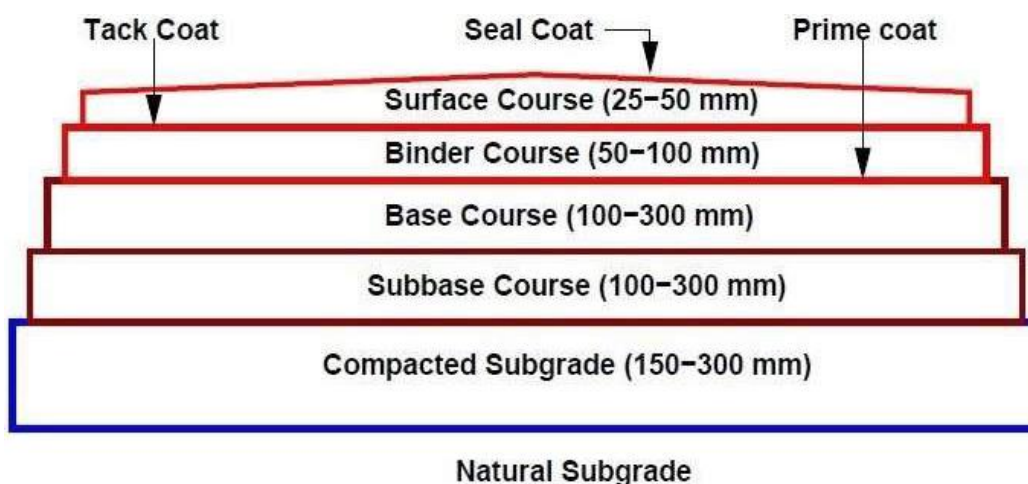 Tack Coat
Seal Coat
Prime coat
Surface Course (25−50 mm)
Binder Course (50−100 mm)
Base Course (100−300 mm)
Subbase Course (100−300 mm)
Compacted Subgrade (150−300 mm)
Natural Subgrade